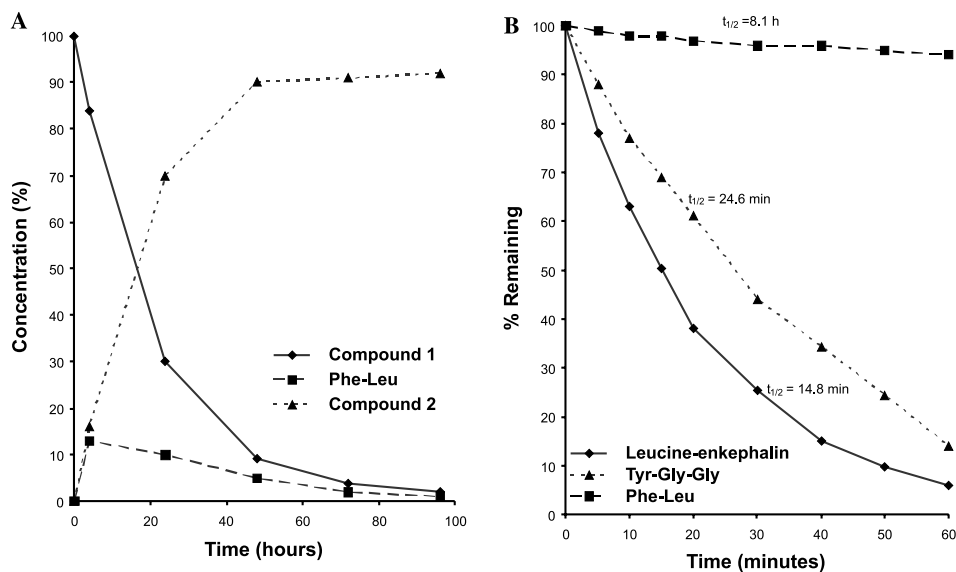 A
Concentration (%)
100
90
80
70
60
50
40
30
20
10
0
Compound 1
Phe-Leu
Compound 2
0 20 40 60 80 100
Time (hours)
B
% Remaining
100
90
80
70
60
50
40
30
20
10
0
t1/2 =8.1 h
t1/2 = 24.6 min
t1/2 = 14.8 min
Leucine-enkephalin
Tyr-Gly-Gly
Phe-Leu
0 10 20 30 40 50 60
Time (minutes)